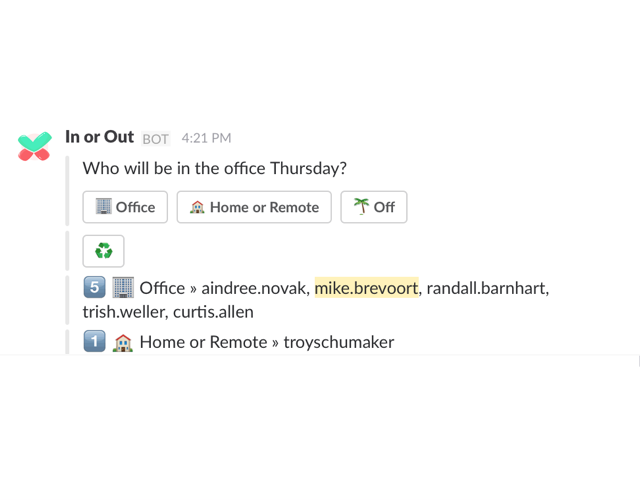 In or Out BOT 4:21 PM
Who will be in the office Thursday?
Office Home or Remote Off
5 Office » aindree.novak, mike.brevoort, randall.barnhart,
trish.weller, curtis.allen
1 Home or Remote » troyschumaker